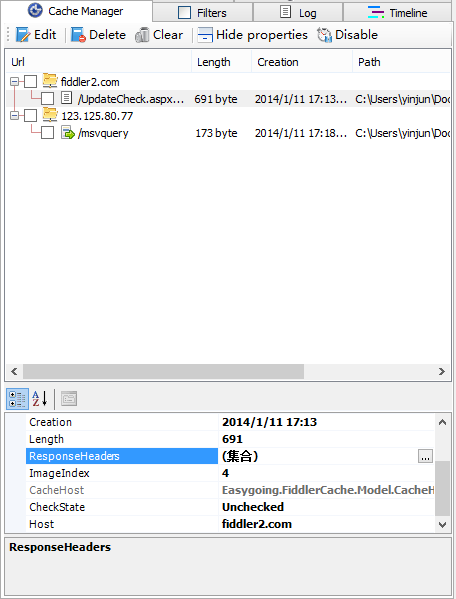 Cache Manager Filters Log Timeline
Edit Delete Clear Hide properties Disable
Url Length Creation Path
fiddler2.com
/UpdateCheck.aspx... 691 byte 2014/1/11 17:13... C:\Users\yinjun\Doc
123.125.80.77
/msvquery 173 byte 2014/1/11 17:18... C:\Users\yinjun\Doc
Creation 2014/1/11 17:13
Length 691
ResponseHeaders (集合) ...
ImageIndex 4
CacheHost Easygoing.FiddlerCache.Model.CacheH
CheckState Unchecked
Host fiddler2.com
ResponseHeaders